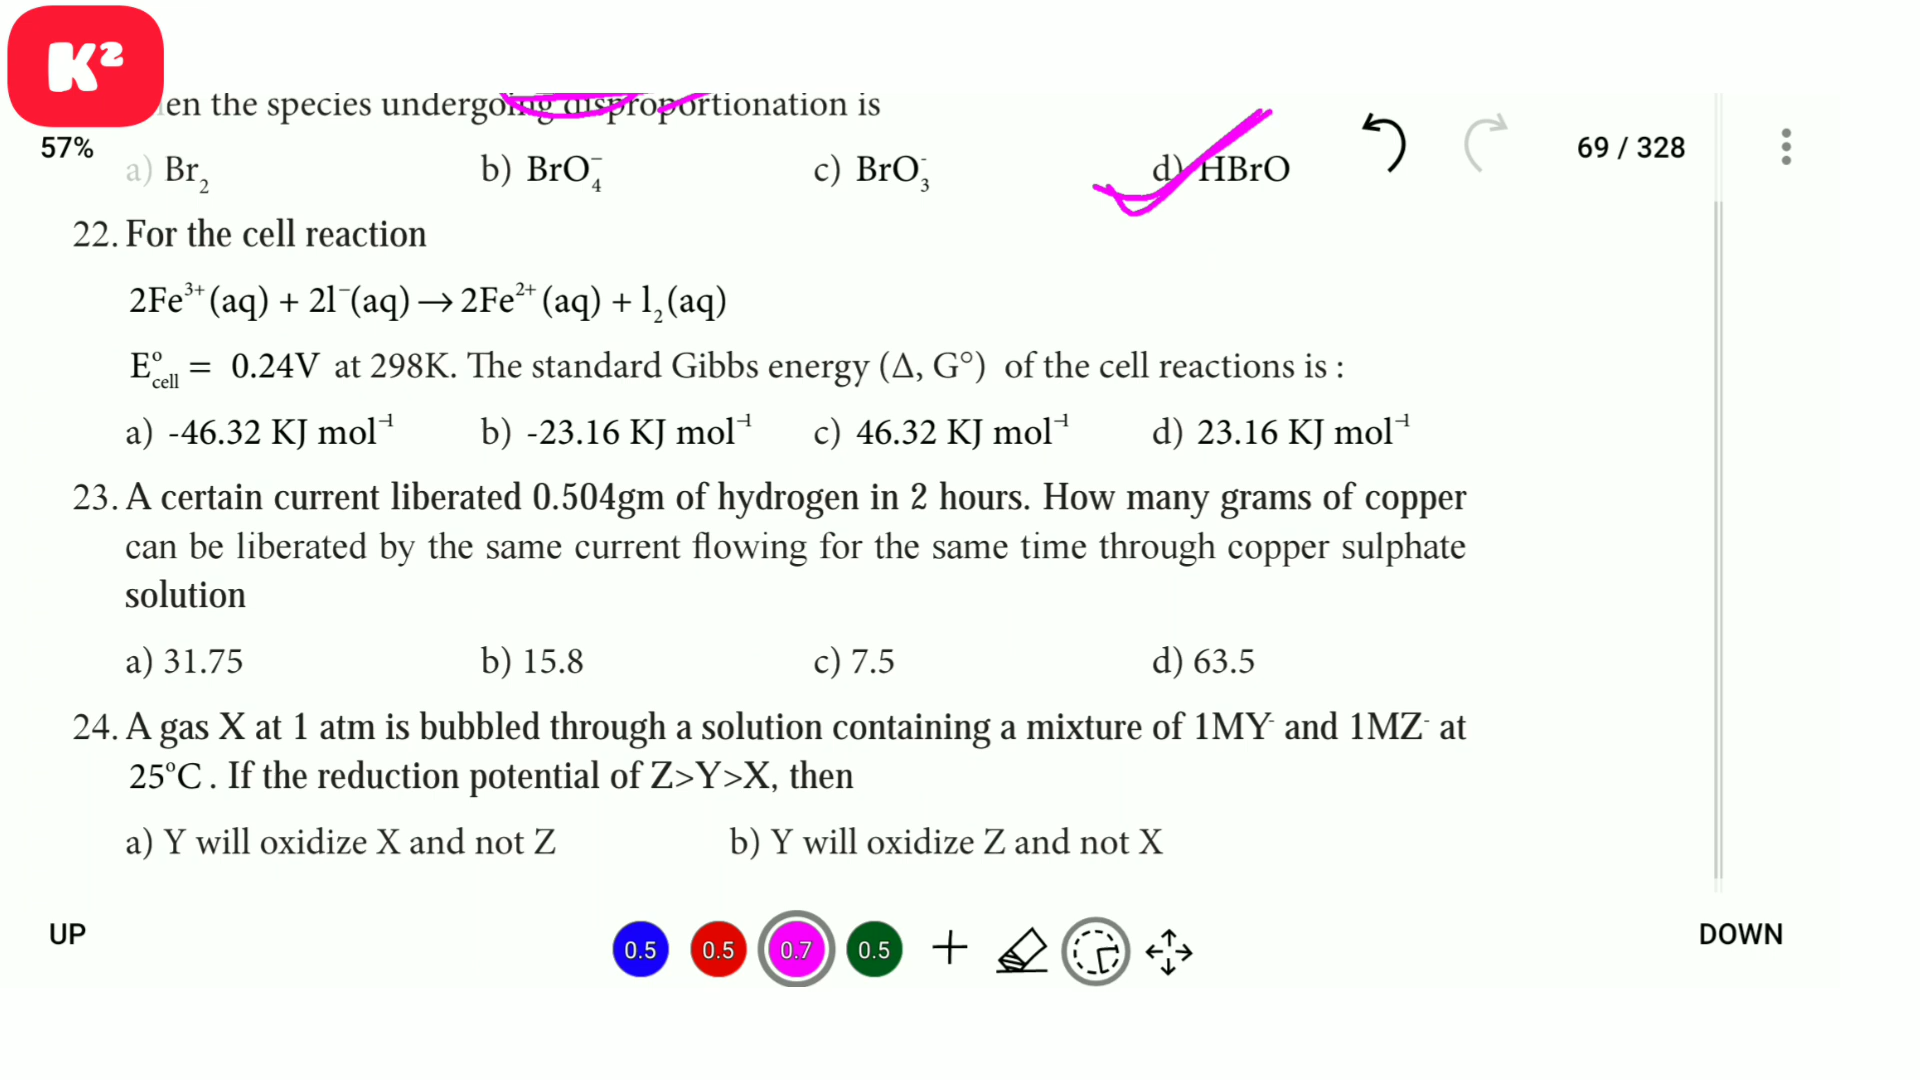 K²
en the species undergoing disproportionation is
57%
69 / 328
a) Br₂ b) BrO₄⁻ c) BrO₃⁻ d) HBrO
22. For the cell reaction
2Fe³⁺(aq) + 2l⁻(aq) → 2Fe²⁺(aq) + l₂(aq)
E°cell = 0.24V at 298K. The standard Gibbs energy (Δ, G°) of the cell reactions is :
a) -46.32 KJ mol⁻¹ b) -23.16 KJ mol⁻¹ c) 46.32 KJ mol⁻¹ d) 23.16 KJ mol⁻¹
23. A certain current liberated 0.504gm of hydrogen in 2 hours. How many grams of copper
can be liberated by the same current flowing for the same time through copper sulphate
solution
a) 31.75 b) 15.8 c) 7.5 d) 63.5
24. A gas X at 1 atm is bubbled through a solution containing a mixture of 1MY⁻ and 1MZ⁻ at
25°C . If the reduction potential of Z>Y>X, then
a) Y will oxidize X and not Z b) Y will oxidize Z and not X
UP
0.5 0.5 0.7 0.5
DOWN